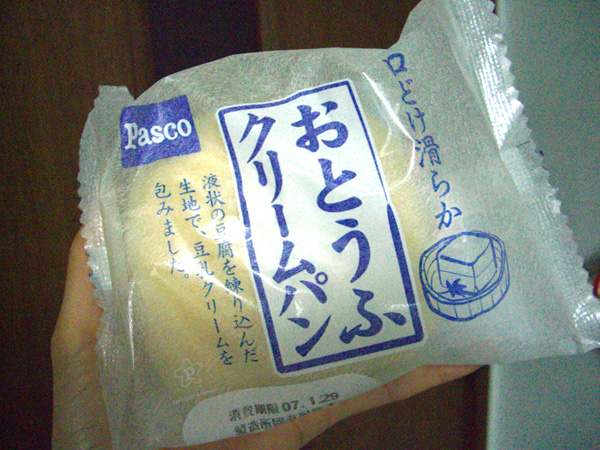 Pasco
口どけ滑らか
おとうふ
クリームパン
液状の豆腐を練り込んだ
生地で、豆乳クリームを
包みました。
消費期限 07. 1.29